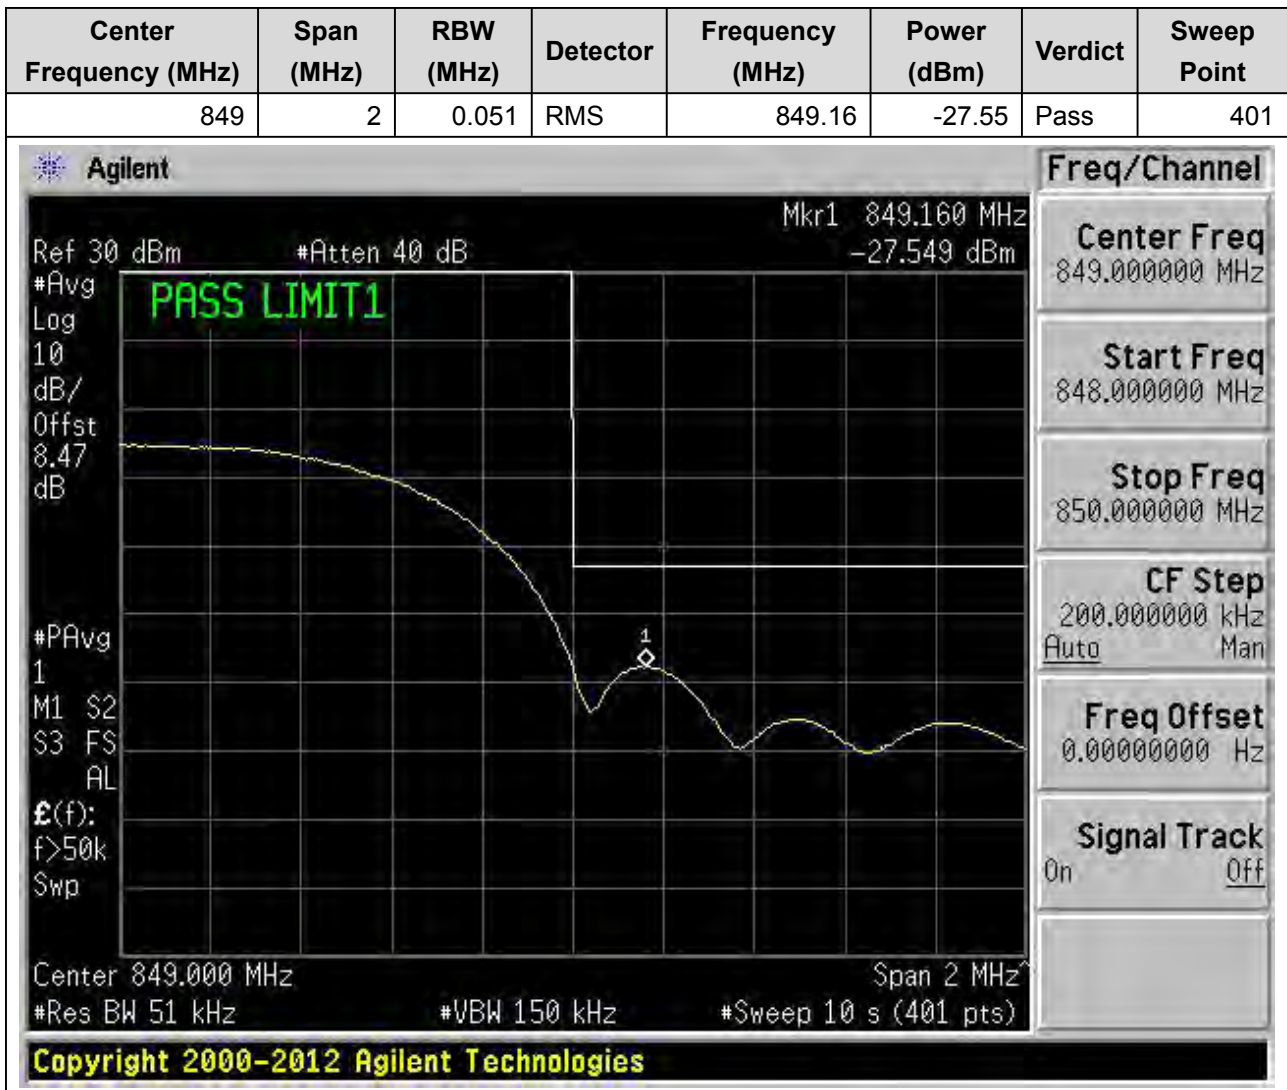 Center Frequency (MHz) Span (MHz) RBW (MHz) Detector Frequency (MHz) Power (dBm) Verdict Sweep Point
849 2 0.051 RMS 849.16 -27.55 Pass 401
Agilent
Freq/Channel
Mkr1 849.160 MHz
Ref 30 dBm #Atten 40 dB -27.549 dBm
#Avg
Log
10
dB/
Offst
8.47
dB
PASS LIMIT1
#PAvg
1
M1 S2
S3 FS
AL
£(f):
f>50k
Swp
1
Center 849.000 MHz Span 2 MHz^
#Res BW 51 kHz #VBW 150 kHz #Sweep 10 s (401 pts)
Center Freq
849.000000 MHz
Start Freq
848.000000 MHz
Stop Freq
850.000000 MHz
CF Step
200.000000 kHz
Auto Man
Freq Offset
0.00000000 Hz
Signal Track
On Off
Copyright 2000-2012 Agilent Technologies